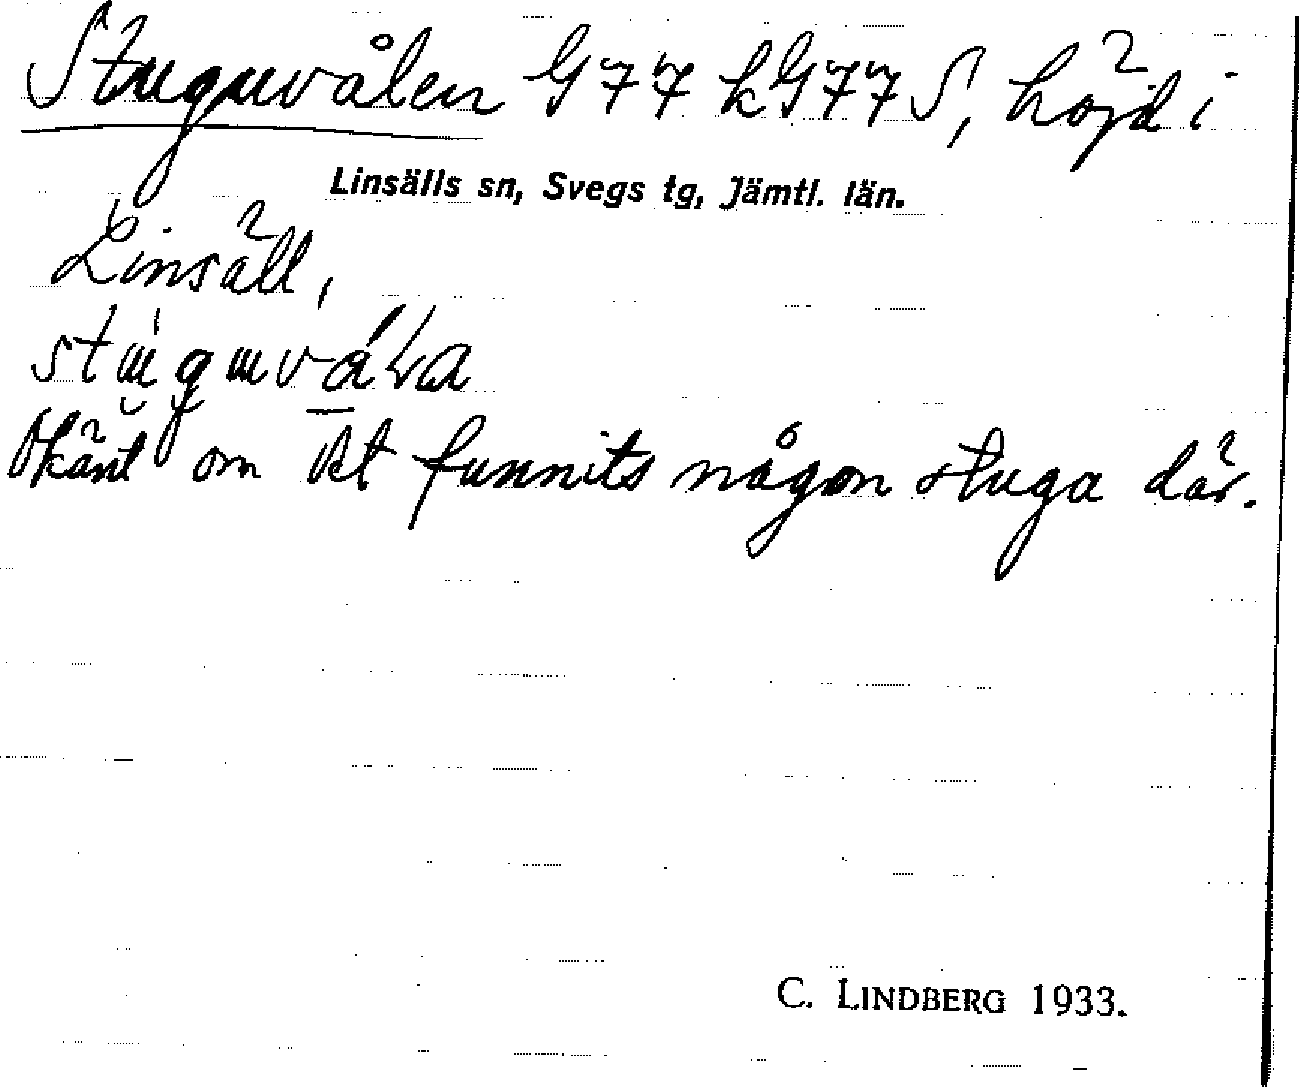 Stuguvålen G77 kG77S, höjd i
Linsälls sn, Svegs tg, Jämtl. län.
Linsäll,
Okänt om det funnits någon stuga där.
C. LINDBERG 1933.